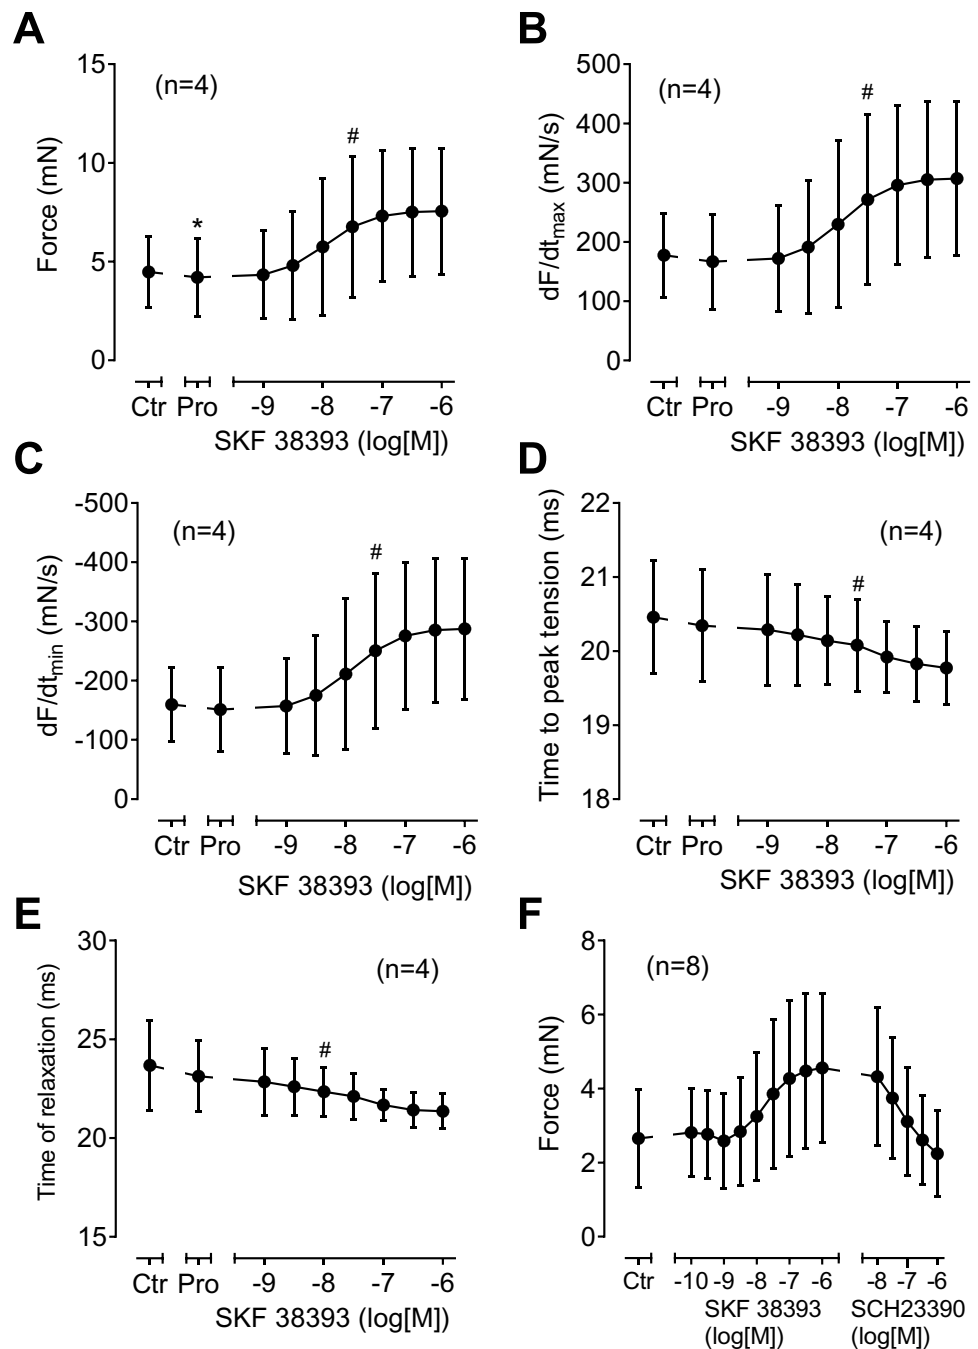 A
15
10
5
0
Force (mN)
(n=4)
*
#
Ctr Pro -9 -8 -7 -6
SKF 38393 (log[M])
B
500
400
300
200
100
0
dF/dtmax (mN/s)
(n=4)
#
Ctr Pro -9 -8 -7 -6
SKF 38393 (log[M])
C
-500
-400
-300
-200
-100
0
dF/dtmin (mN/s)
(n=4)
#
Ctr Pro -9 -8 -7 -6
SKF 38393 (log[M])
D
22
21
20
19
18
Time to peak tension (ms)
(n=4)
#
Ctr Pro -9 -8 -7 -6
SKF 38393 (log[M])
E
30
25
20
15
Time of relaxation (ms)
(n=4)
#
Ctr Pro -9 -8 -7 -6
SKF 38393 (log[M])
F
8
6
4
2
0
Force (mN)
(n=8)
Ctr -10 -9 -8 -7 -6 -8 -7 -6
SKF 38393
(log[M])
SCH23390
(log[M])